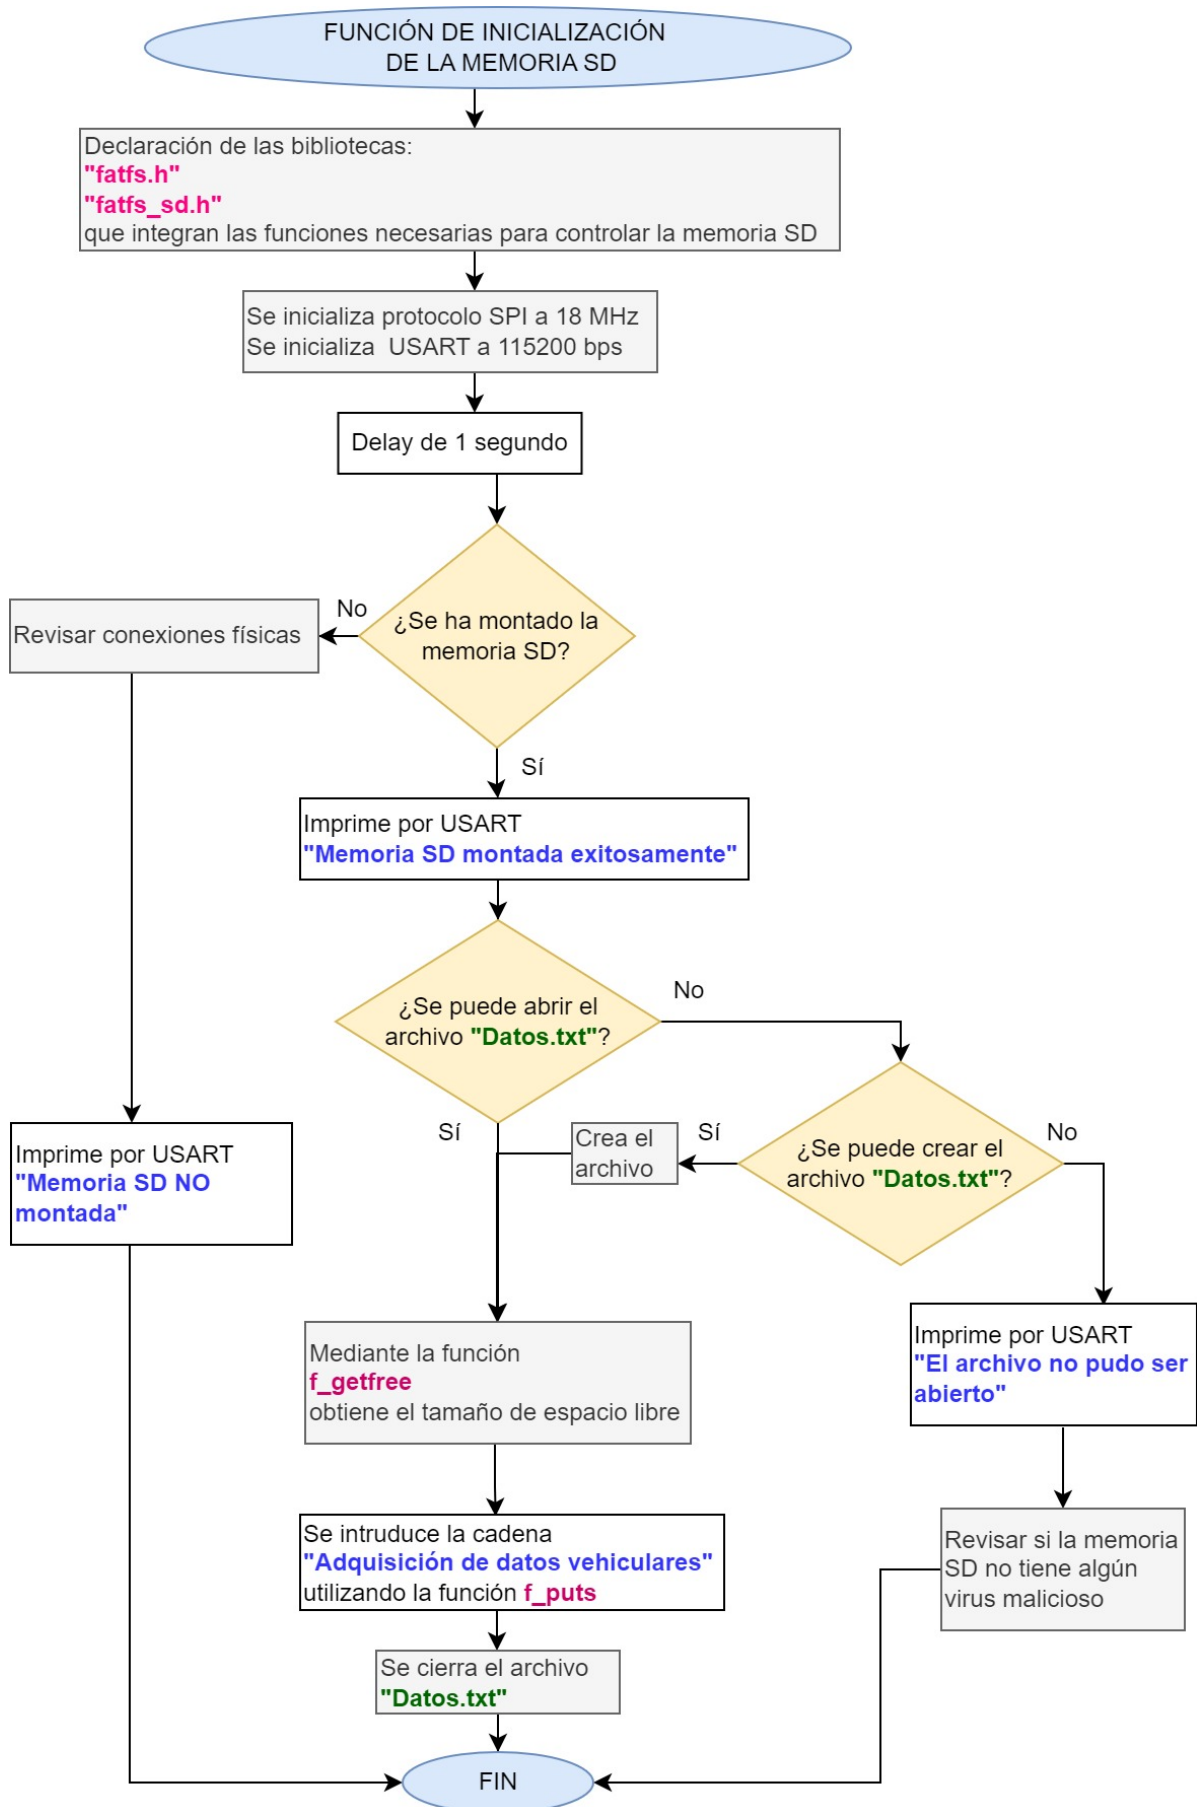 FUNCIÓN DE INICIALIZACIÓN
DE LA MEMORIA SD
Declaración de las bibliotecas:
"fatfs.h"
"fatfs_sd.h"
que integran las funciones necesarias para controlar la memoria SD
Se inicializa protocolo SPI a 18 MHz
Se inicializa USART a 115200 bps
Delay de 1 segundo
¿Se ha montado la
memoria SD?
No
Revisar conexiones físicas
Sí
Imprime por USART
"Memoria SD montada exitosamente"
¿Se puede abrir el
archivo "Datos.txt"?
No
Sí
Crea el
archivo
Sí
¿Se puede crear el
archivo "Datos.txt"?
No
Imprime por USART
"Memoria SD NO
montada"
Mediante la función
f_getfree
obtiene el tamaño de espacio libre
Imprime por USART
"El archivo no pudo ser
abierto"
Se intruduce la cadena
"Adquisición de datos vehiculares"
utilizando la función f_puts
Revisar si la memoria
SD no tiene algún
virus malicioso
Se cierra el archivo
"Datos.txt"
FIN